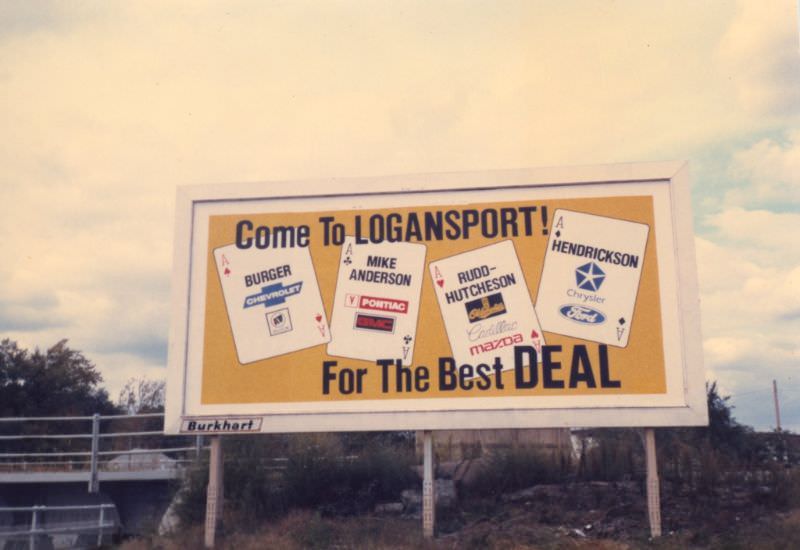 Come To LOGANSPORT!
A
BURGER
CHEVROLET
A
A
MIKE
ANDERSON
PONTIAC
GMC
A
A
RUDD-
HUTCHESON
Cadillac
mazda
A
A
HENDRICKSON
Chrysler
Ford
A
For The Best DEAL
Burkhart